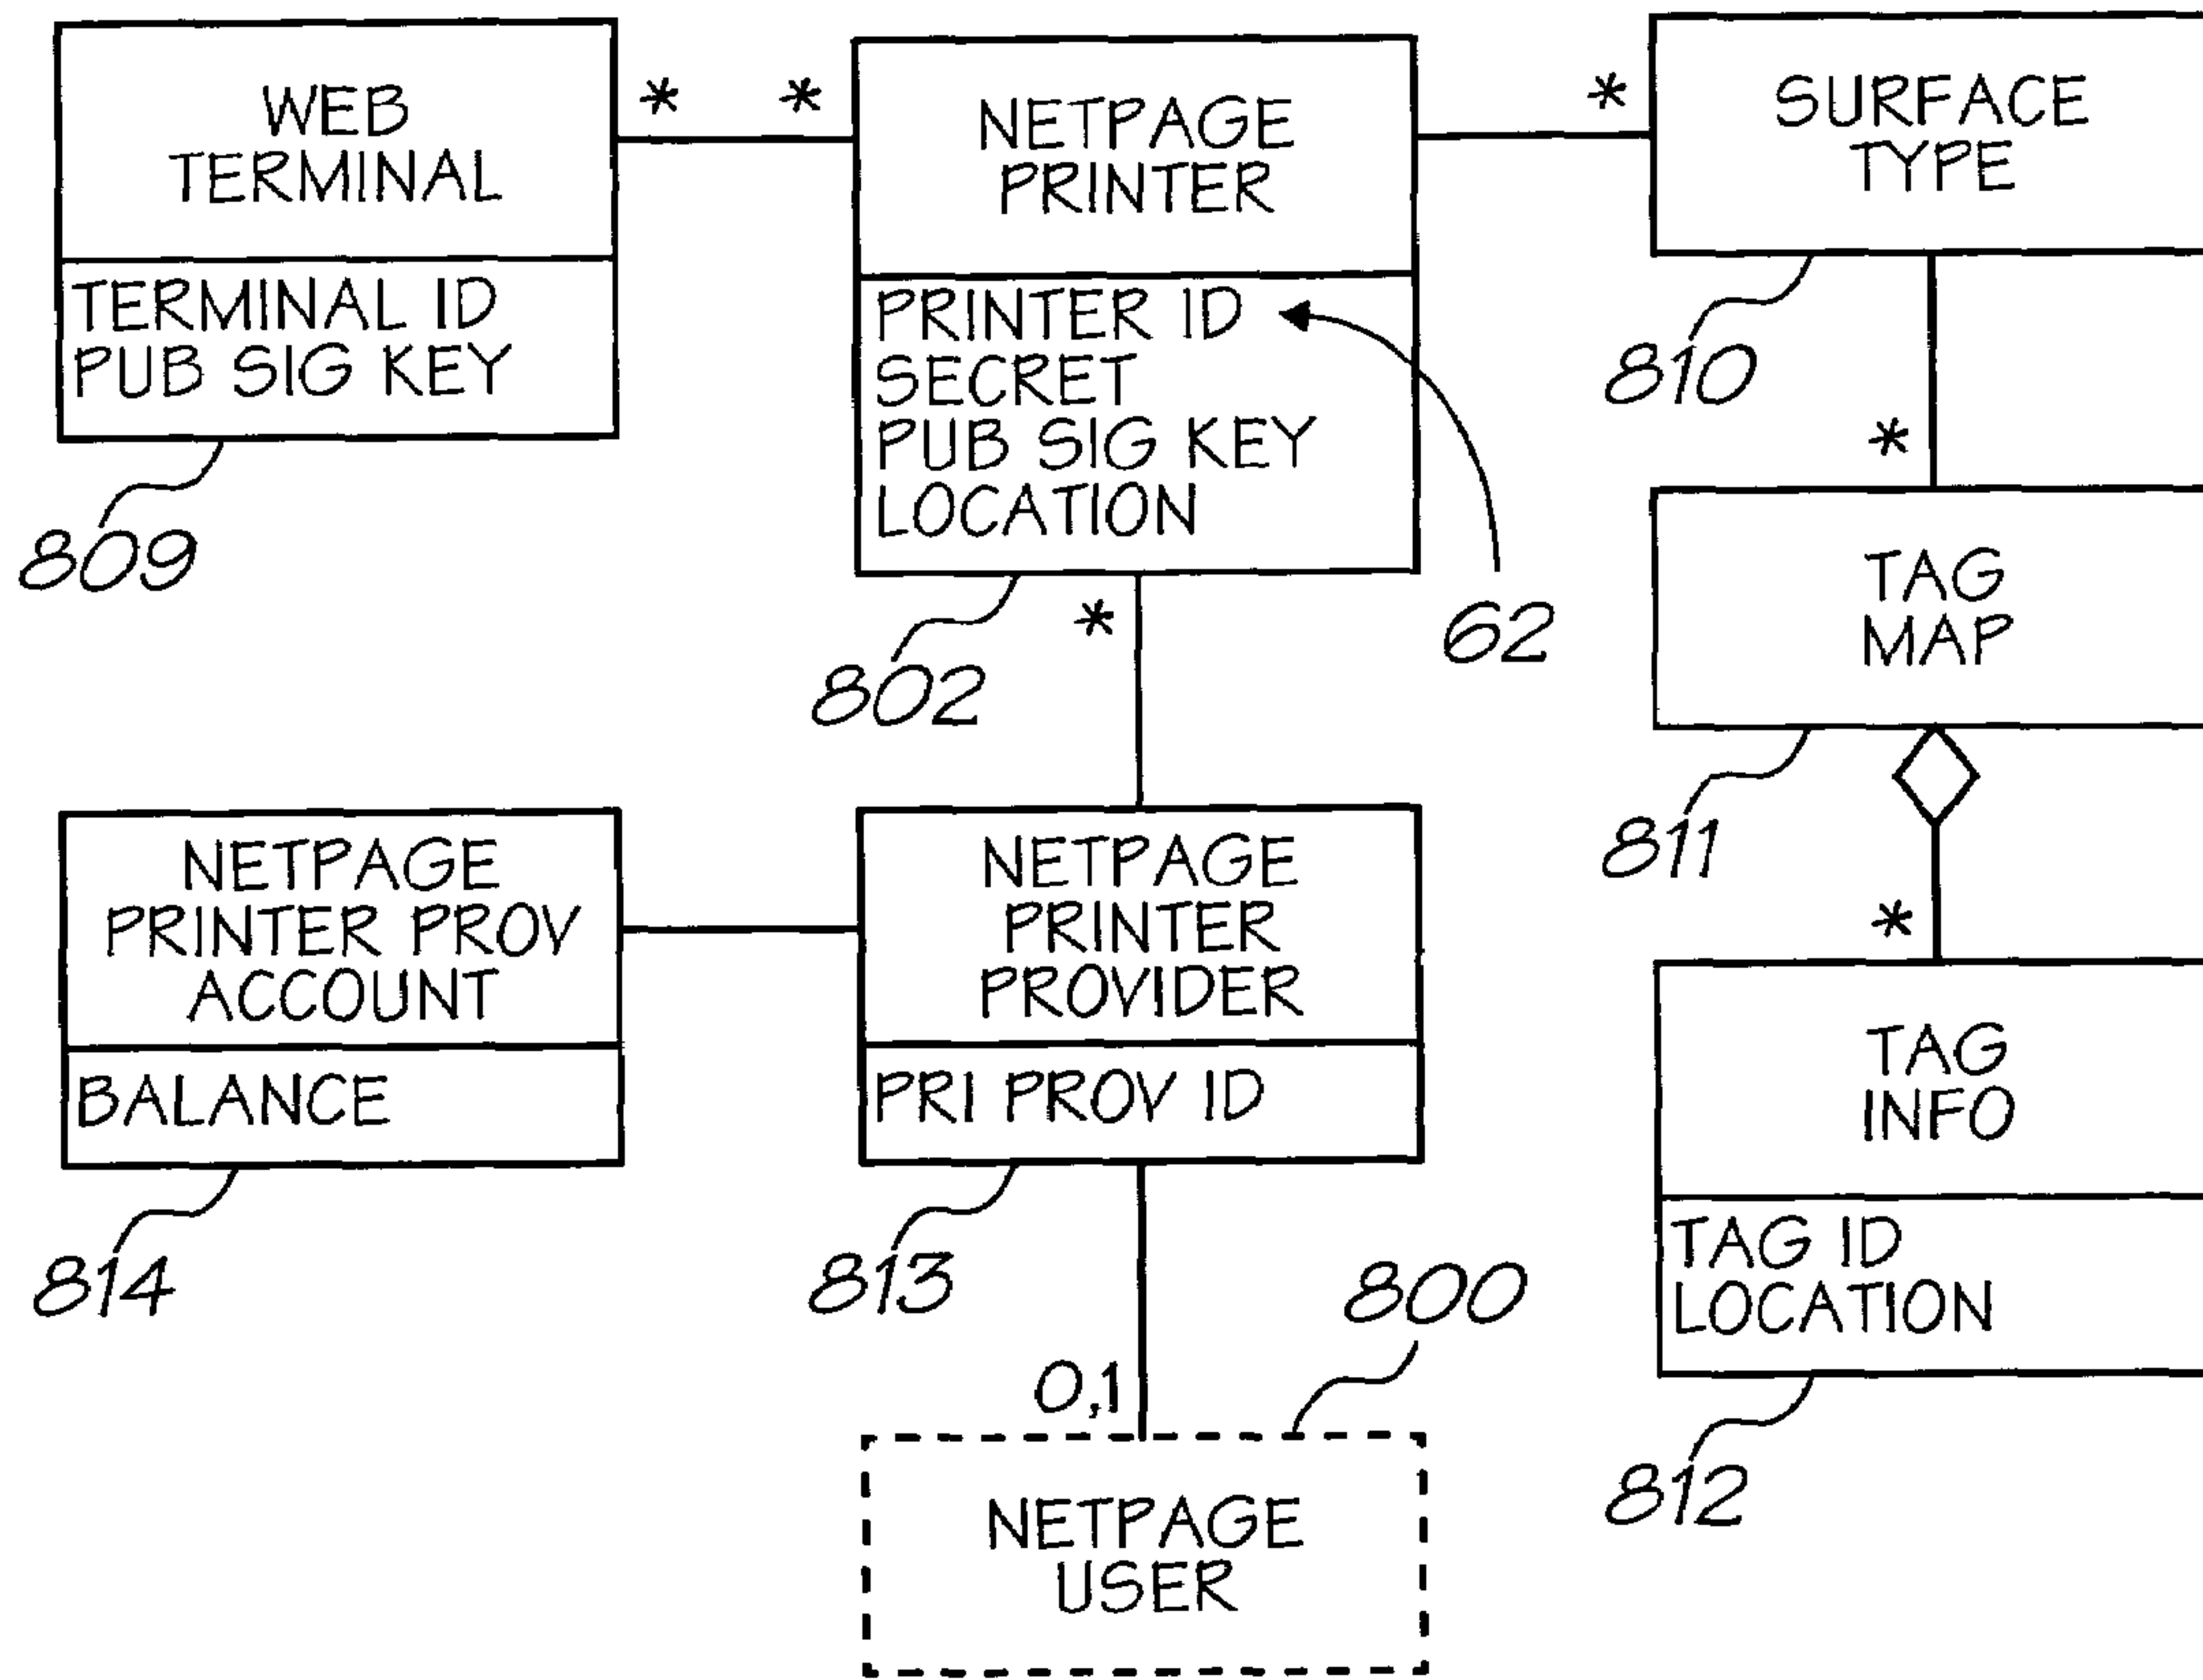 WEB
TERMINAL
TERMINAL ID
PUB SIG KEY
809
*
*
NETPAGE
PRINTER
PRINTER ID
SECRET
PUB SIG KEY
LOCATION
62
802
*
*
SURFACE
TYPE
810
*
TAG
MAP
811
*
TAG
INFO
TAG ID
LOCATION
812
NETPAGE
PRINTER PROV
ACCOUNT
BALANCE
814
NETPAGE
PRINTER
PROVIDER
PRI PROV ID
813
0,1
800
NETPAGE
USER